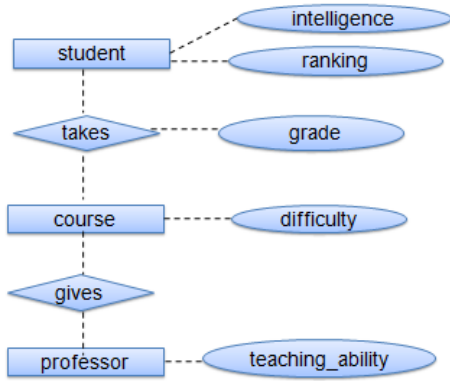 intelligence
student
ranking
takes
grade
course
difficulty
gives
professor
teaching_ability